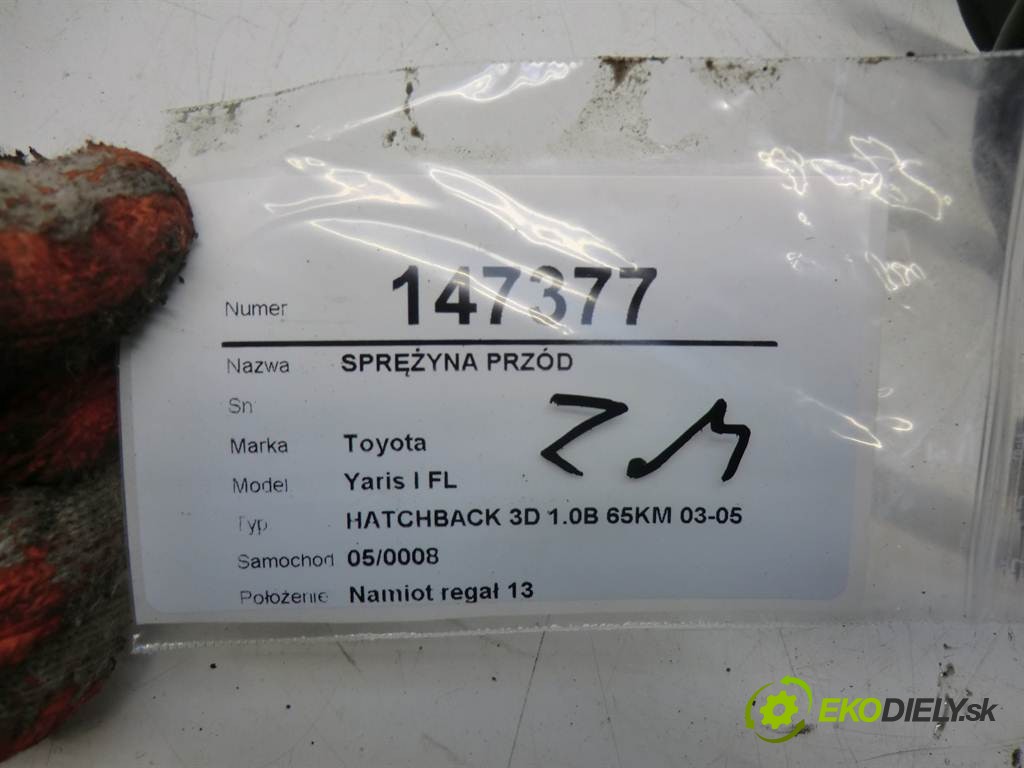 Numer 147377
Nazwa SPRĘŻYNA PRZÓD
Sn
Marka Toyota
Model Yaris I FL
Typ HATCHBACK 3D 1.0B 65KM 03-05
Samochod 05/0008
Położenie Namiot regał 13
EKODIELY.sk